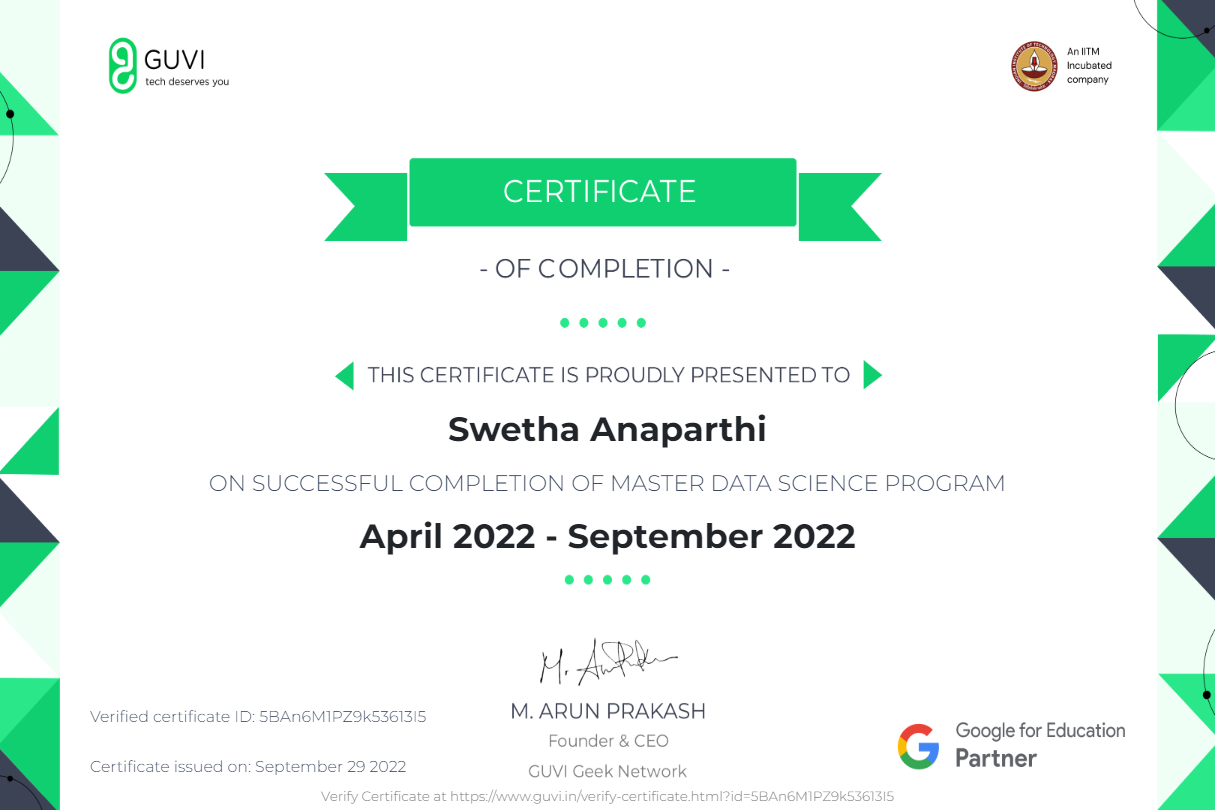 GUVI
tech deserves you
An IITM
Incubated
company
CERTIFICATE
- OF COMPLETION -
THIS CERTIFICATE IS PROUDLY PRESENTED TO
Swetha Anaparthi
ON SUCCESSFUL COMPLETION OF MASTER DATA SCIENCE PROGRAM
April 2022 - September 2022
M. ARUN PRAKASH
Founder & CEO
GUVI Geek Network
Verified certificate ID: 5BAn6M1PZ9k53613I5
Certificate issued on: September 29 2022
Google for Education
Partner
Verify Certificate at https://www.guvi.in/verify-certificate.html?id=5BAn6M1PZ9k53613I5